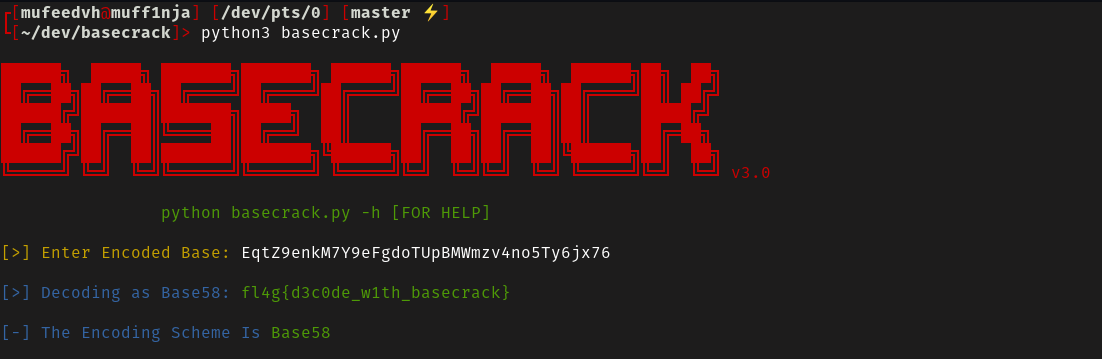 [mufeedvh@muff1nja] [/dev/pts/0] [master ⚡]
[~/dev/basecrack]> python3 basecrack.py
BASECRACK v3.0
python basecrack.py -h [FOR HELP]
[>] Enter Encoded Base: EqtZ9enkM7Y9eFgdoTUpBMWmzv4no5Ty6jx76
[>] Decoding as Base58: fl4g{d3c0de_w1th_basecrack}
[-] The Encoding Scheme Is Base58